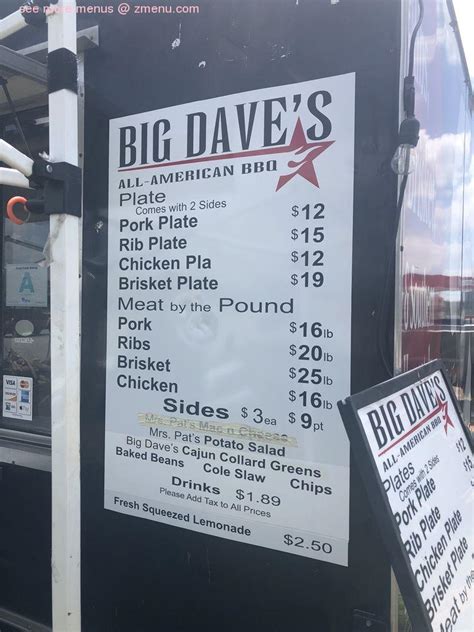 see more menus @ zmenu.com
BIG DAVE'S
ALL-AMERICAN BBQ
Plate
Comes with 2 Sides
Pork Plate $12
Rib Plate $15
Chicken Pla $12
Brisket Plate $19
Meat by the Pound
Pork $16lb
Ribs $20lb
Brisket $25lb
Chicken $16lb
Sides $3ea $9pt
Mrs. Pat's Mac n Cheese
Mrs. Pat's Potato Salad
Big Dave's Cajun Collard Greens
Baked Beans Cole Slaw Chips
Drinks $1.89
Please Add Tax to All Prices
Fresh Squeezed Lemonade $2.50
A
VISA
BIG DAVE'S
ALL-AMERICAN BBQ
Plates
Comes with 2 Sides
Pork Plate
Rib Plate
Chicken Plate
Brisket Plate
Meat by the